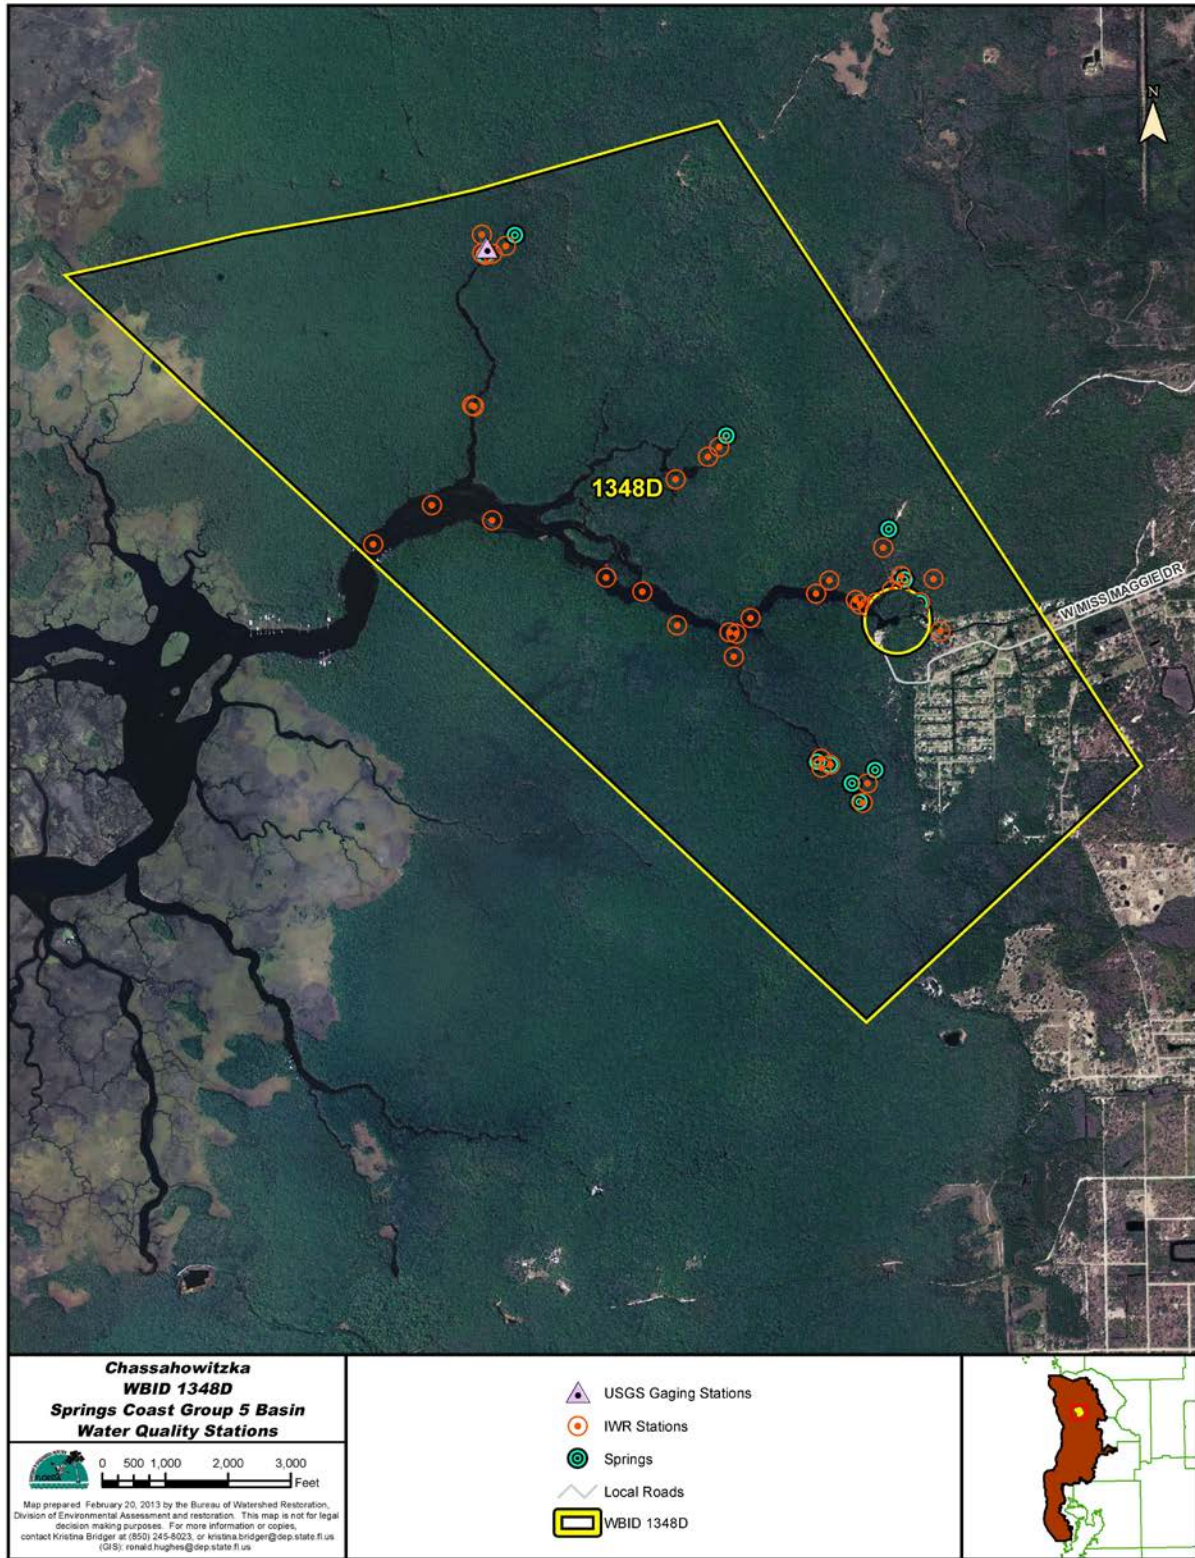 N
1348D
W MISS MAGGIE DR
Chassahowitzka
WBID 1348D
Springs Coast Group 5 Basin
Water Quality Stations
FLORIDA
0 500 1,000 2,000 3,000
Feet
Map prepared February 20, 2013 by the Bureau of Watershed Restoration,
Division of Environmental Assessment and restoration. This map is not for legal
decision making purposes. For more information or copies,
contact Kristina Bridger at (850) 245-8023, or kristina.bridger@dep.state.fl.us
(GIS): ronald.hughes@dep.state.fl.us
USGS Gaging Stations
IWR Stations
Springs
Local Roads
WBID 1348D